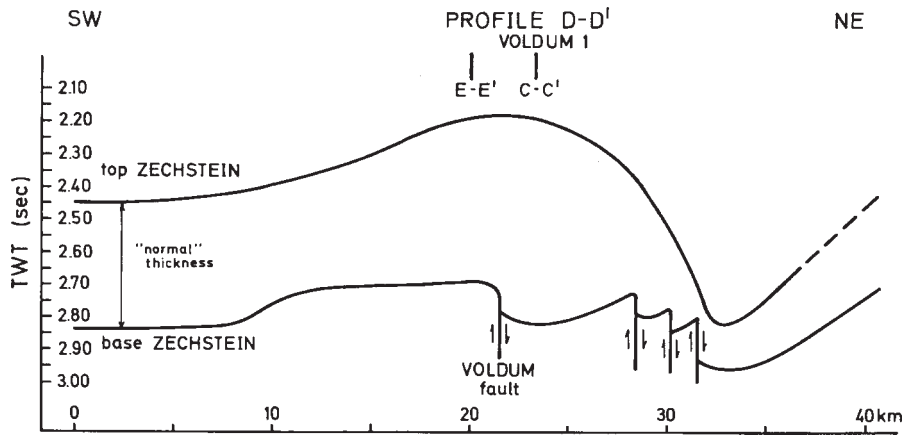 SW
PROFILE D-D'
NE
VOLDUM 1
E-E'
C-C'
2.10
2.20
2.30
2.40
2.50
2.60
2.70
2.80
2.90
3.00
TWT (sec)
top ZECHSTEIN
"normal"
thickness
base ZECHSTEIN
VOLDUM
fault
0
10
20
30
40 km